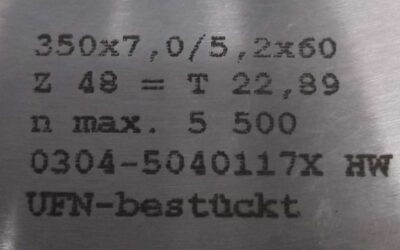 350x7,0/5,2x60
Z 48 = T 22,89
n max. 5 500
0304-5040117X HW
UFN-bestückt